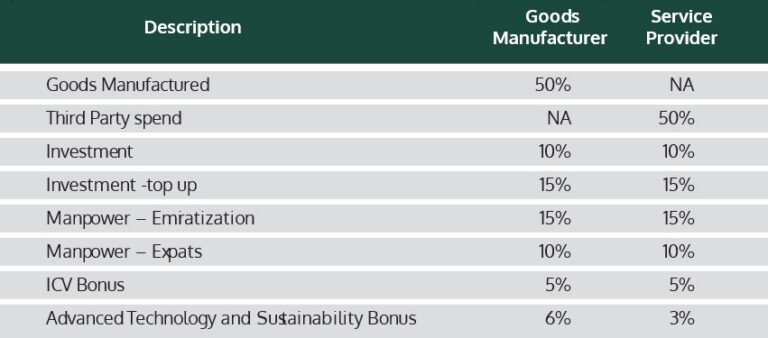 Description Goods Manufacturer Service Provider
Goods Manufactured 50% NA
Third Party spend NA 50%
Investment 10% 10%
Investment -top up 15% 15%
Manpower – Emiratization 15% 15%
Manpower – Expats 10% 10%
ICV Bonus 5% 5%
Advanced Technology and Sustainability Bonus 6% 3%